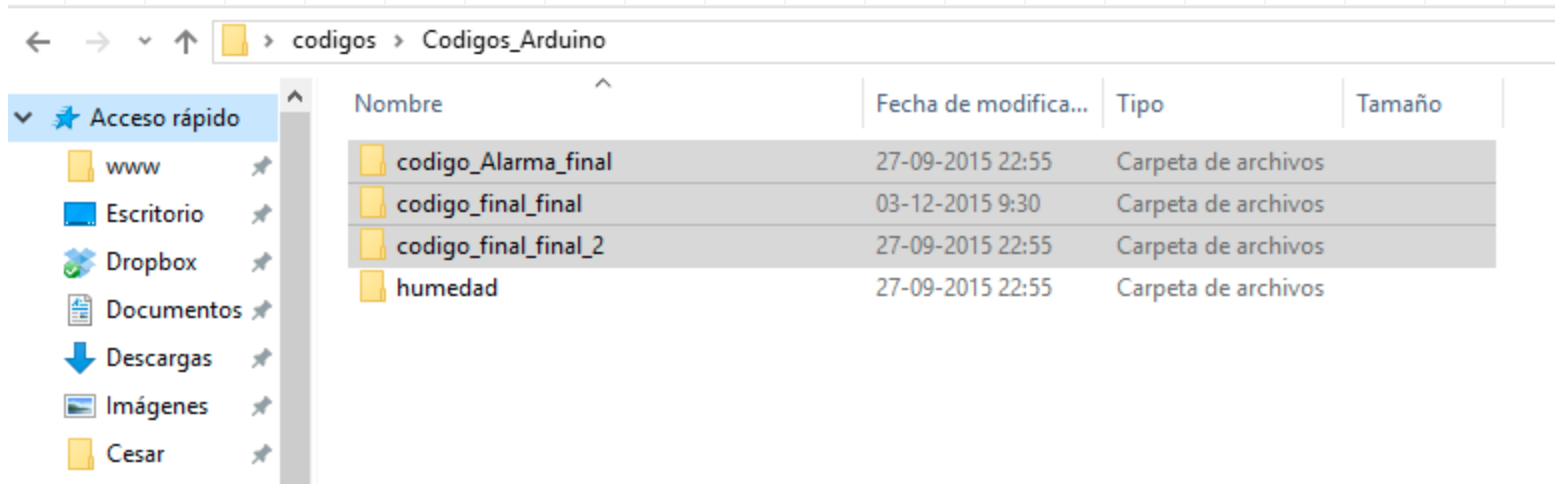 codigos > Codigos_Arduino
Nombre Fecha de modifica... Tipo Tamaño
Acceso rápido
www
Escritorio
Dropbox
Documentos
Descargas
Imágenes
Cesar
codigo_Alarma_final 27-09-2015 22:55 Carpeta de archivos
codigo_final_final 03-12-2015 9:30 Carpeta de archivos
codigo_final_final_2 27-09-2015 22:55 Carpeta de archivos
humedad 27-09-2015 22:55 Carpeta de archivos